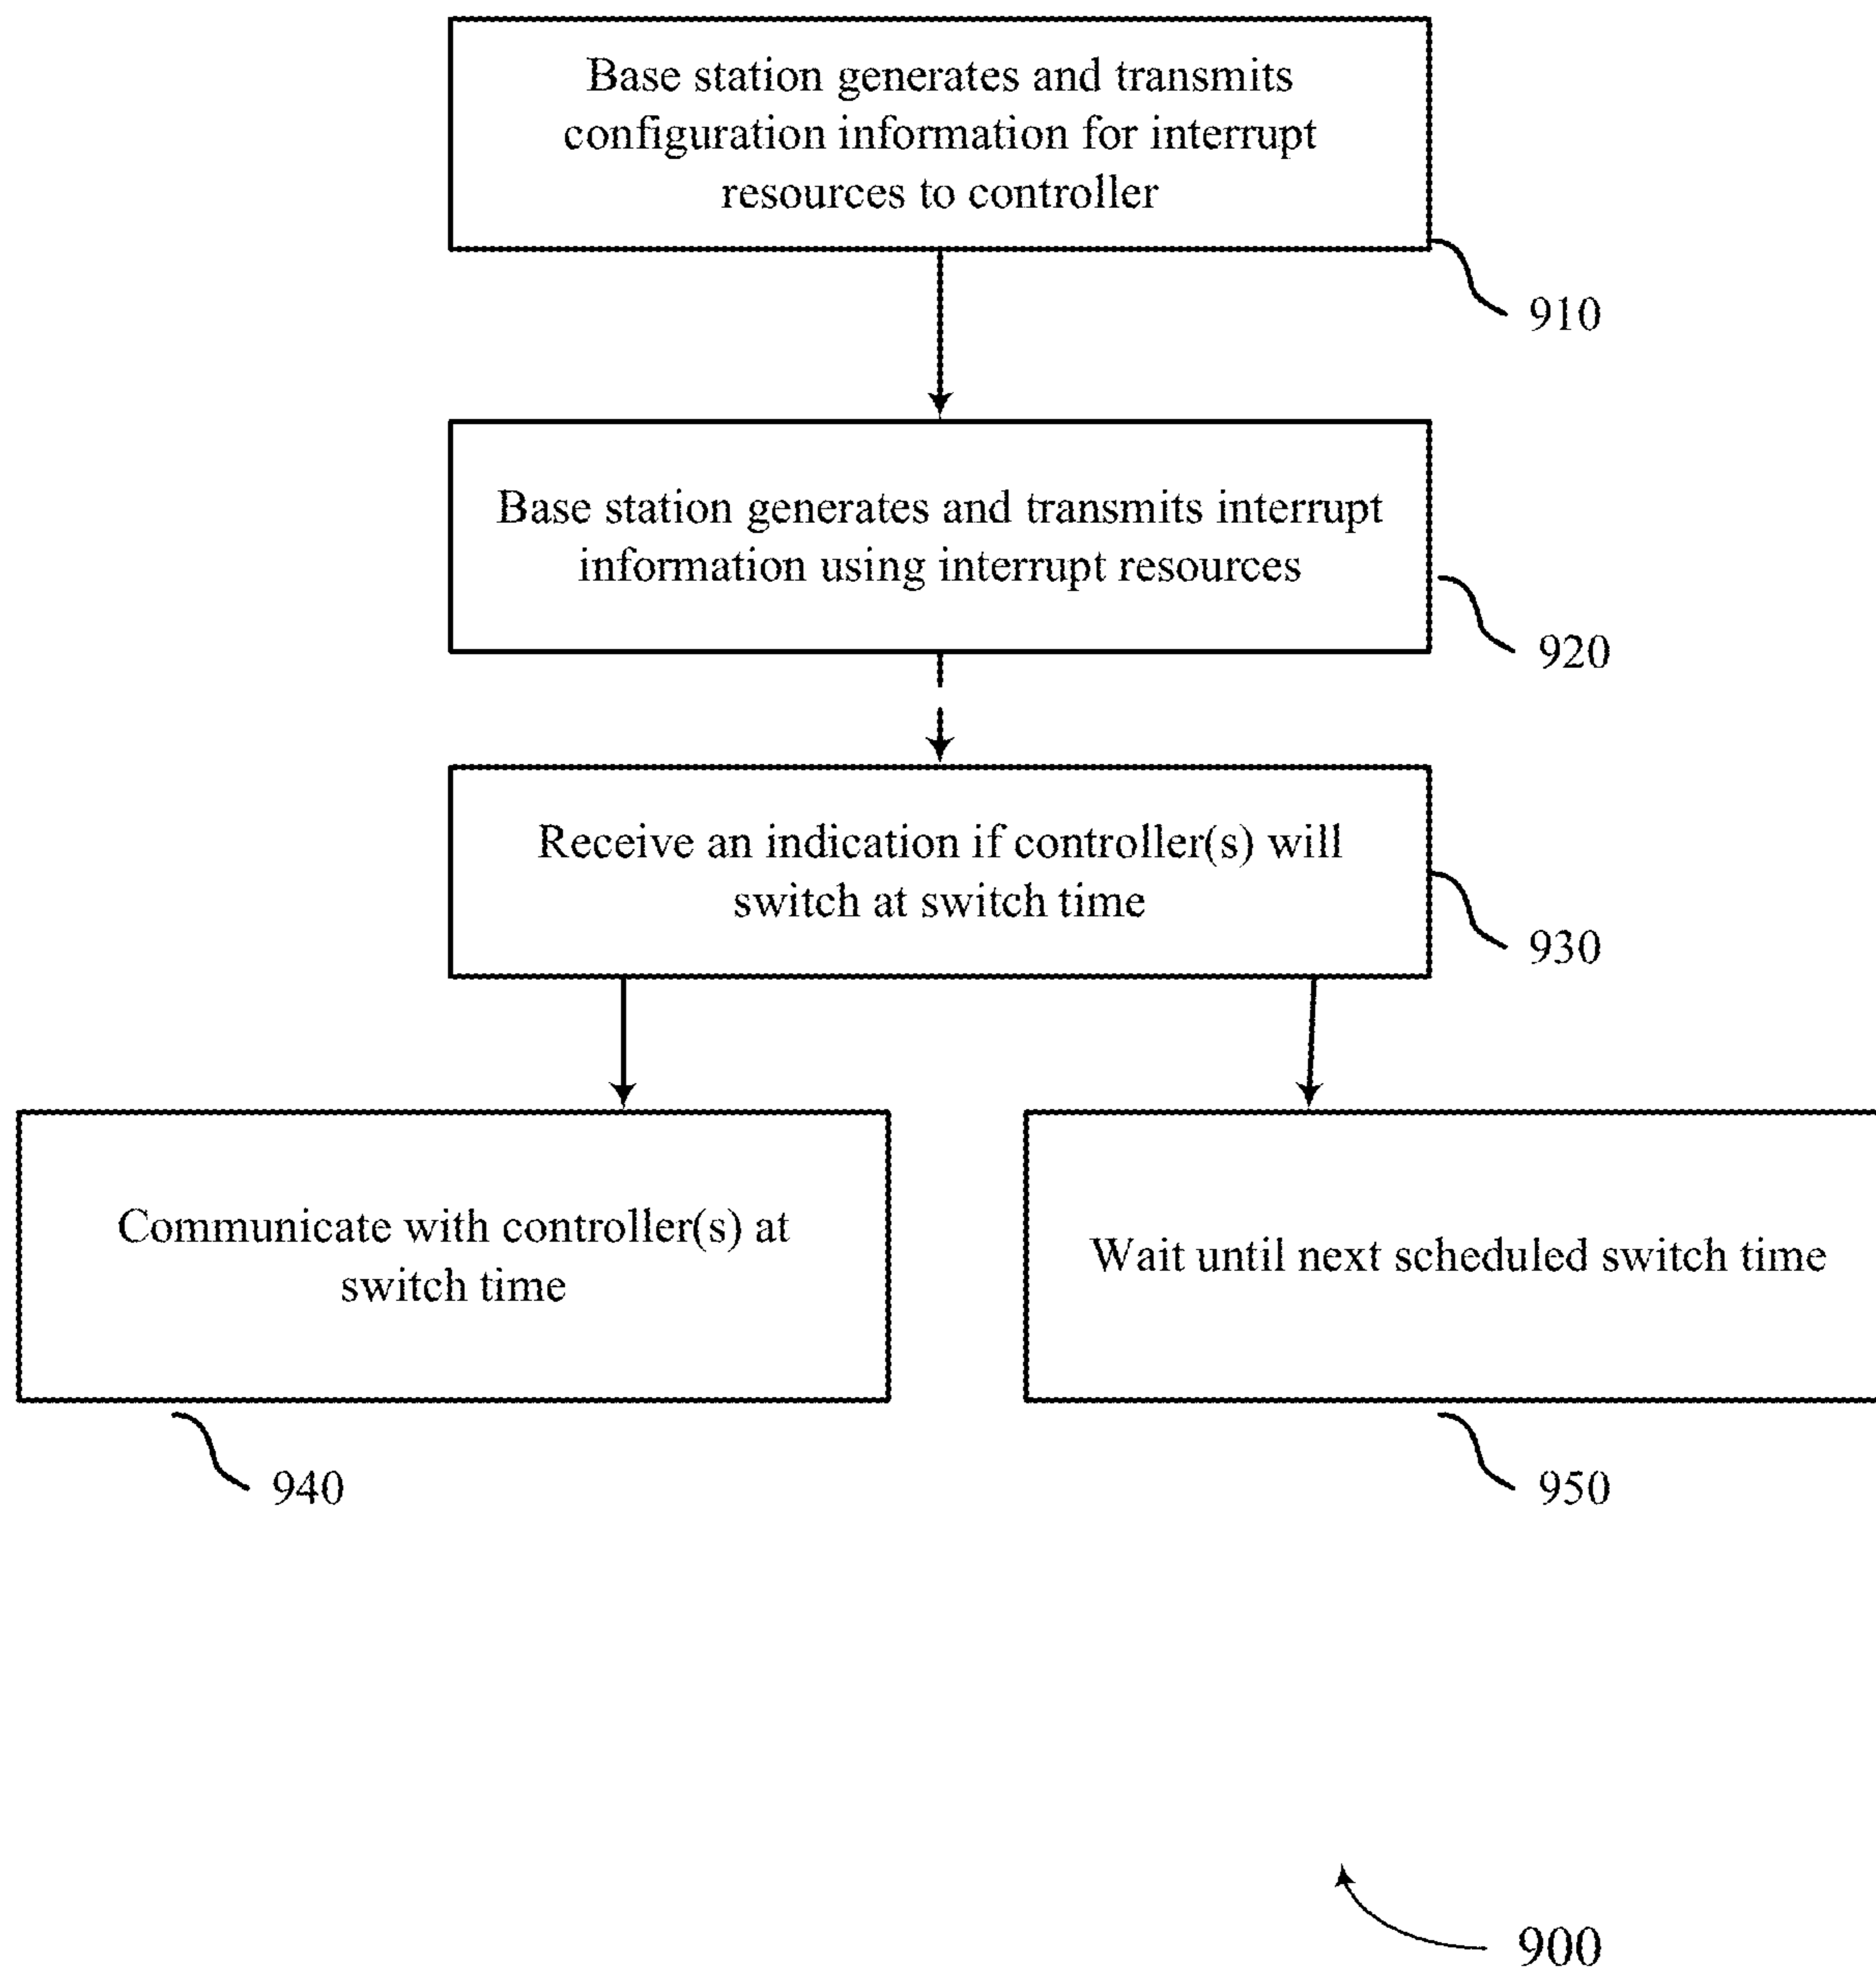 Base station generates and transmits
configuration information for interrupt
resources to controller
910
Base station generates and transmits interrupt
information using interrupt resources
920
Receive an indication if controller(s) will
switch at switch time
930
Communicate with controller(s) at
switch time
940
Wait until next scheduled switch time
950
900